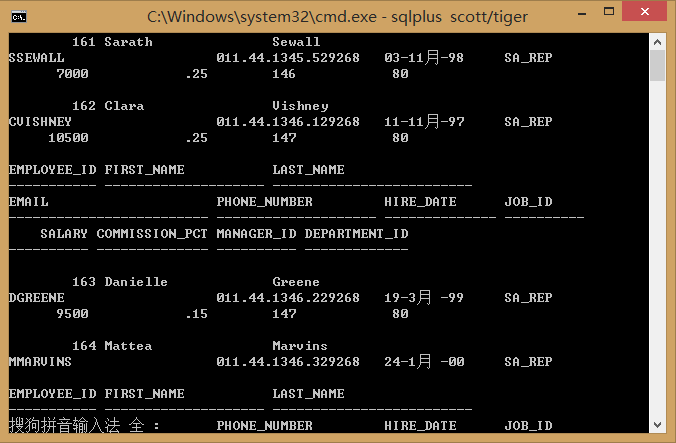 C:\Windows\system32\cmd.exe - sqlplus scott/tiger
161 Sarath Sewall
SSEWALL 011.44.1345.529268 03-11月-98 SA_REP
7000 .25 146 80
162 Clara Vishney
CVISHNEY 011.44.1346.129268 11-11月-97 SA_REP
10500 .25 147 80
EMPLOYEE_ID FIRST_NAME LAST_NAME
----------- -------------------- -------------------------
EMAIL PHONE_NUMBER HIRE_DATE JOB_ID
------------------------- -------------------- -------------- ----------
SALARY COMMISSION_PCT MANAGER_ID DEPARTMENT_ID
---------- -------------- ---------- -------------
163 Danielle Greene
DGREENE 011.44.1346.229268 19-3月 -99 SA_REP
9500 .15 147 80
164 Mattea Marvins
MMARVINS 011.44.1346.329268 24-1月 -00 SA_REP
EMPLOYEE_ID FIRST_NAME LAST_NAME
----------- -------------------- -------------------------
搜狗拼音输入法 全 : PHONE_NUMBER HIRE_DATE JOB_ID